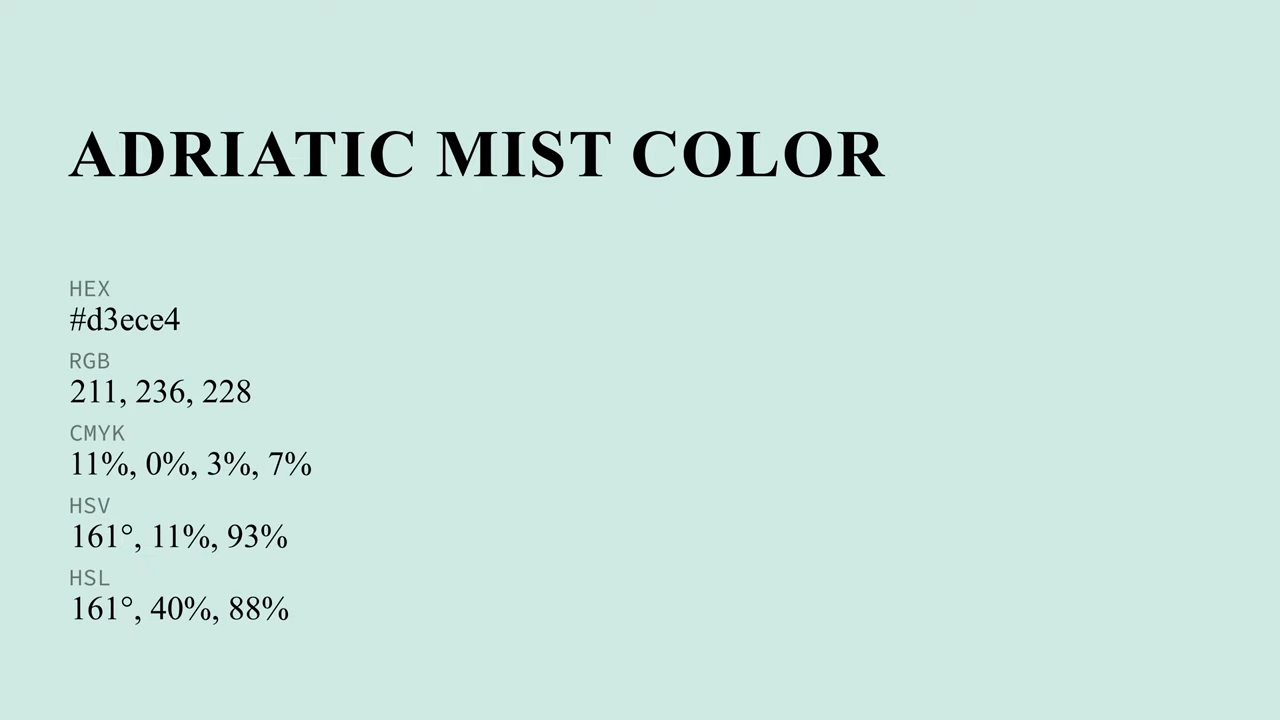 ADRIATIC MIST COLOR
HEX
#d3ece4
RGB
211, 236, 228
CMYK
11%, 0%, 3%, 7%
HSV
161°, 11%, 93%
HSL
161°, 40%, 88%